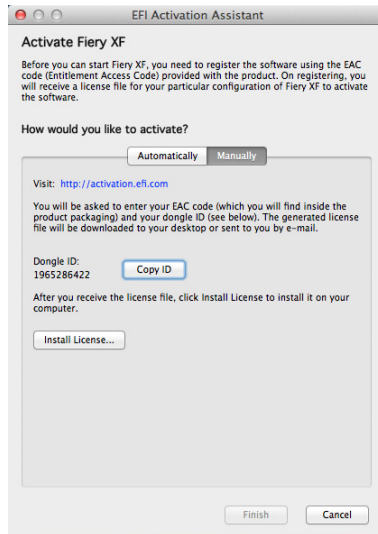 EFI Activation Assistant
Activate Fiery XF
Before you can start Fiery XF, you need to register the software using the EAC
code (Entitlement Access Code) provided with the product. On registering, you
will receive a license file for your particular configuration of Fiery XF to activate
the software.
How would you like to activate?
Automatically
Manually
Visit: http://activation.efi.com
You will be asked to enter your EAC code (which you will find inside the
product packaging) and your dongle ID (see below). The generated license
file will be downloaded to your desktop or sent to you by e-mail.
Dongle ID:
1965286422
Copy ID
After you receive the license file, click Install License to install it on your
computer.
Install License...
Finish
Cancel